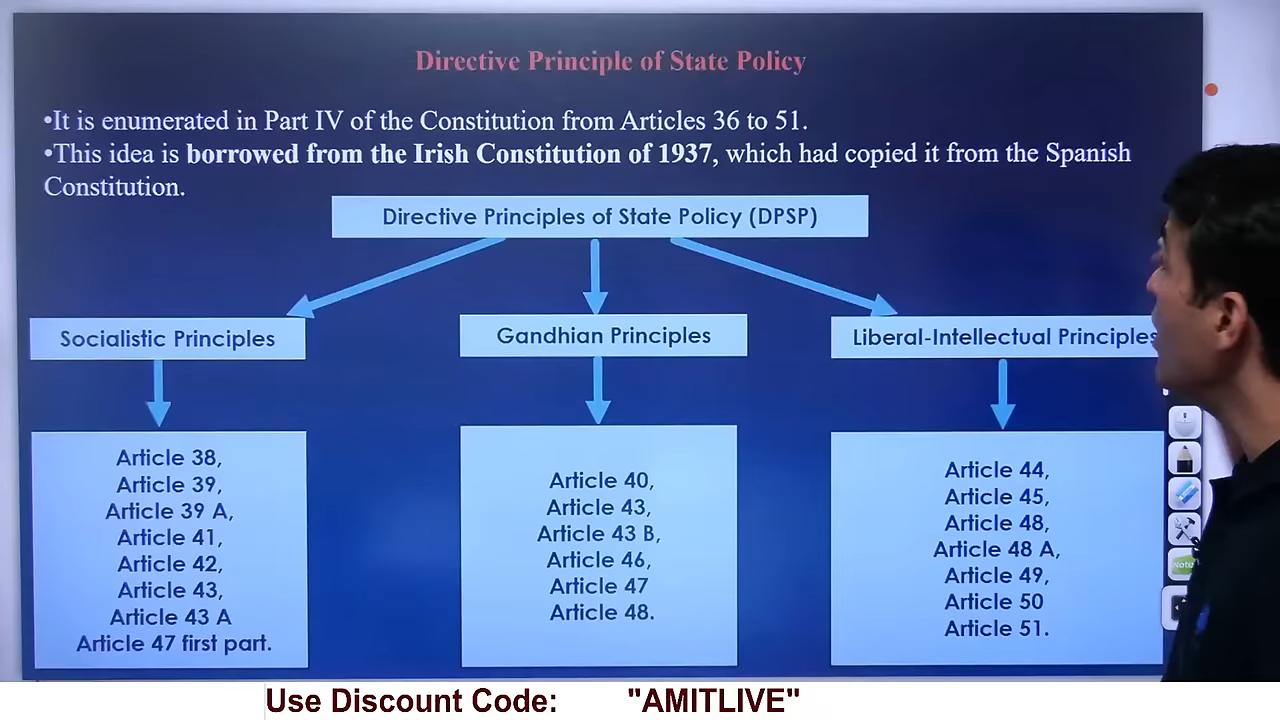 Directive Principle of State Policy
•It is enumerated in Part IV of the Constitution from Articles 36 to 51.
•This idea is borrowed from the Irish Constitution of 1937, which had copied it from the Spanish
Constitution.
Directive Principles of State Policy (DPSP)
Socialistic Principles
Gandhian Principles
Liberal-Intellectual Principles
Article 38,
Article 39,
Article 39 A,
Article 41,
Article 42,
Article 43,
Article 43 A
Article 47 first part.
Article 40,
Article 43,
Article 43 B,
Article 46,
Article 47
Article 48.
Article 44,
Article 45,
Article 48,
Article 48 A,
Article 49,
Article 50
Article 51.
Use Discount Code: "AMITLIVE"